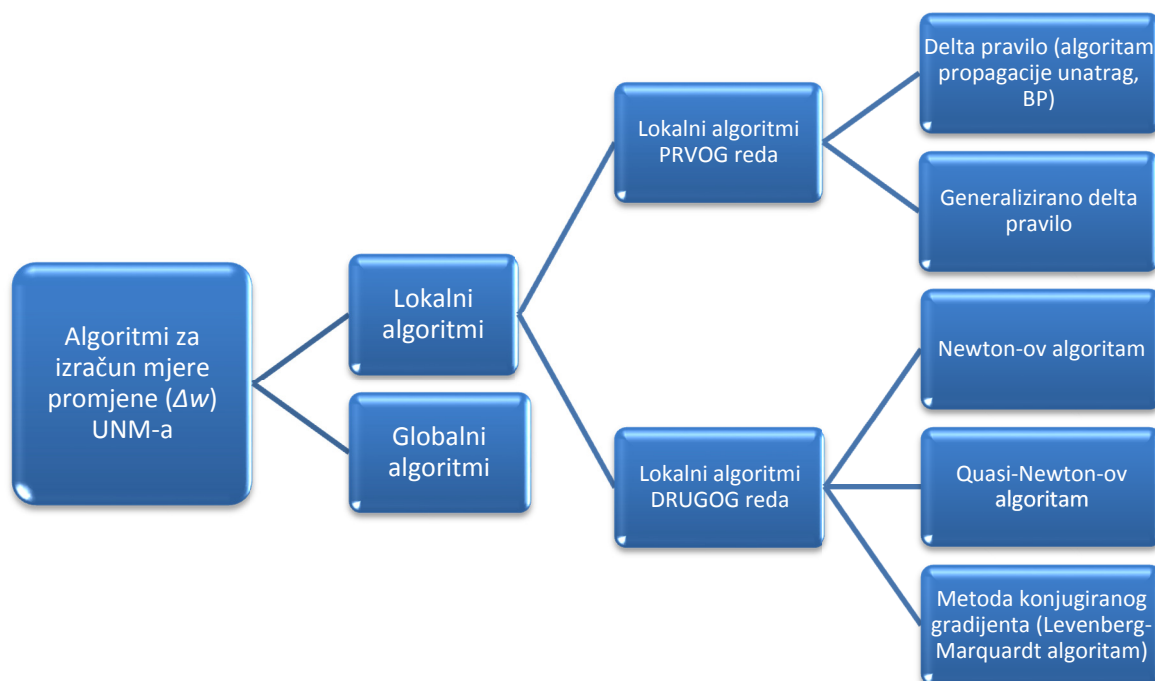 Algoritmi za
izračun mjere
promjene (Δw)
UNM-a
Lokalni
algoritmi
Globalni
algoritmi
Lokalni algoritmi
PRVOG reda
Lokalni algoritmi
DRUGOG reda
Delta pravilo (algoritam
propagacije unatrag,
BP)
Generalizirano delta
pravilo
Newton-ov algoritam
Quasi-Newton-ov
algoritam
Metoda konjugiranog
gradijenta (Levenberg-
Marquardt algoritam)